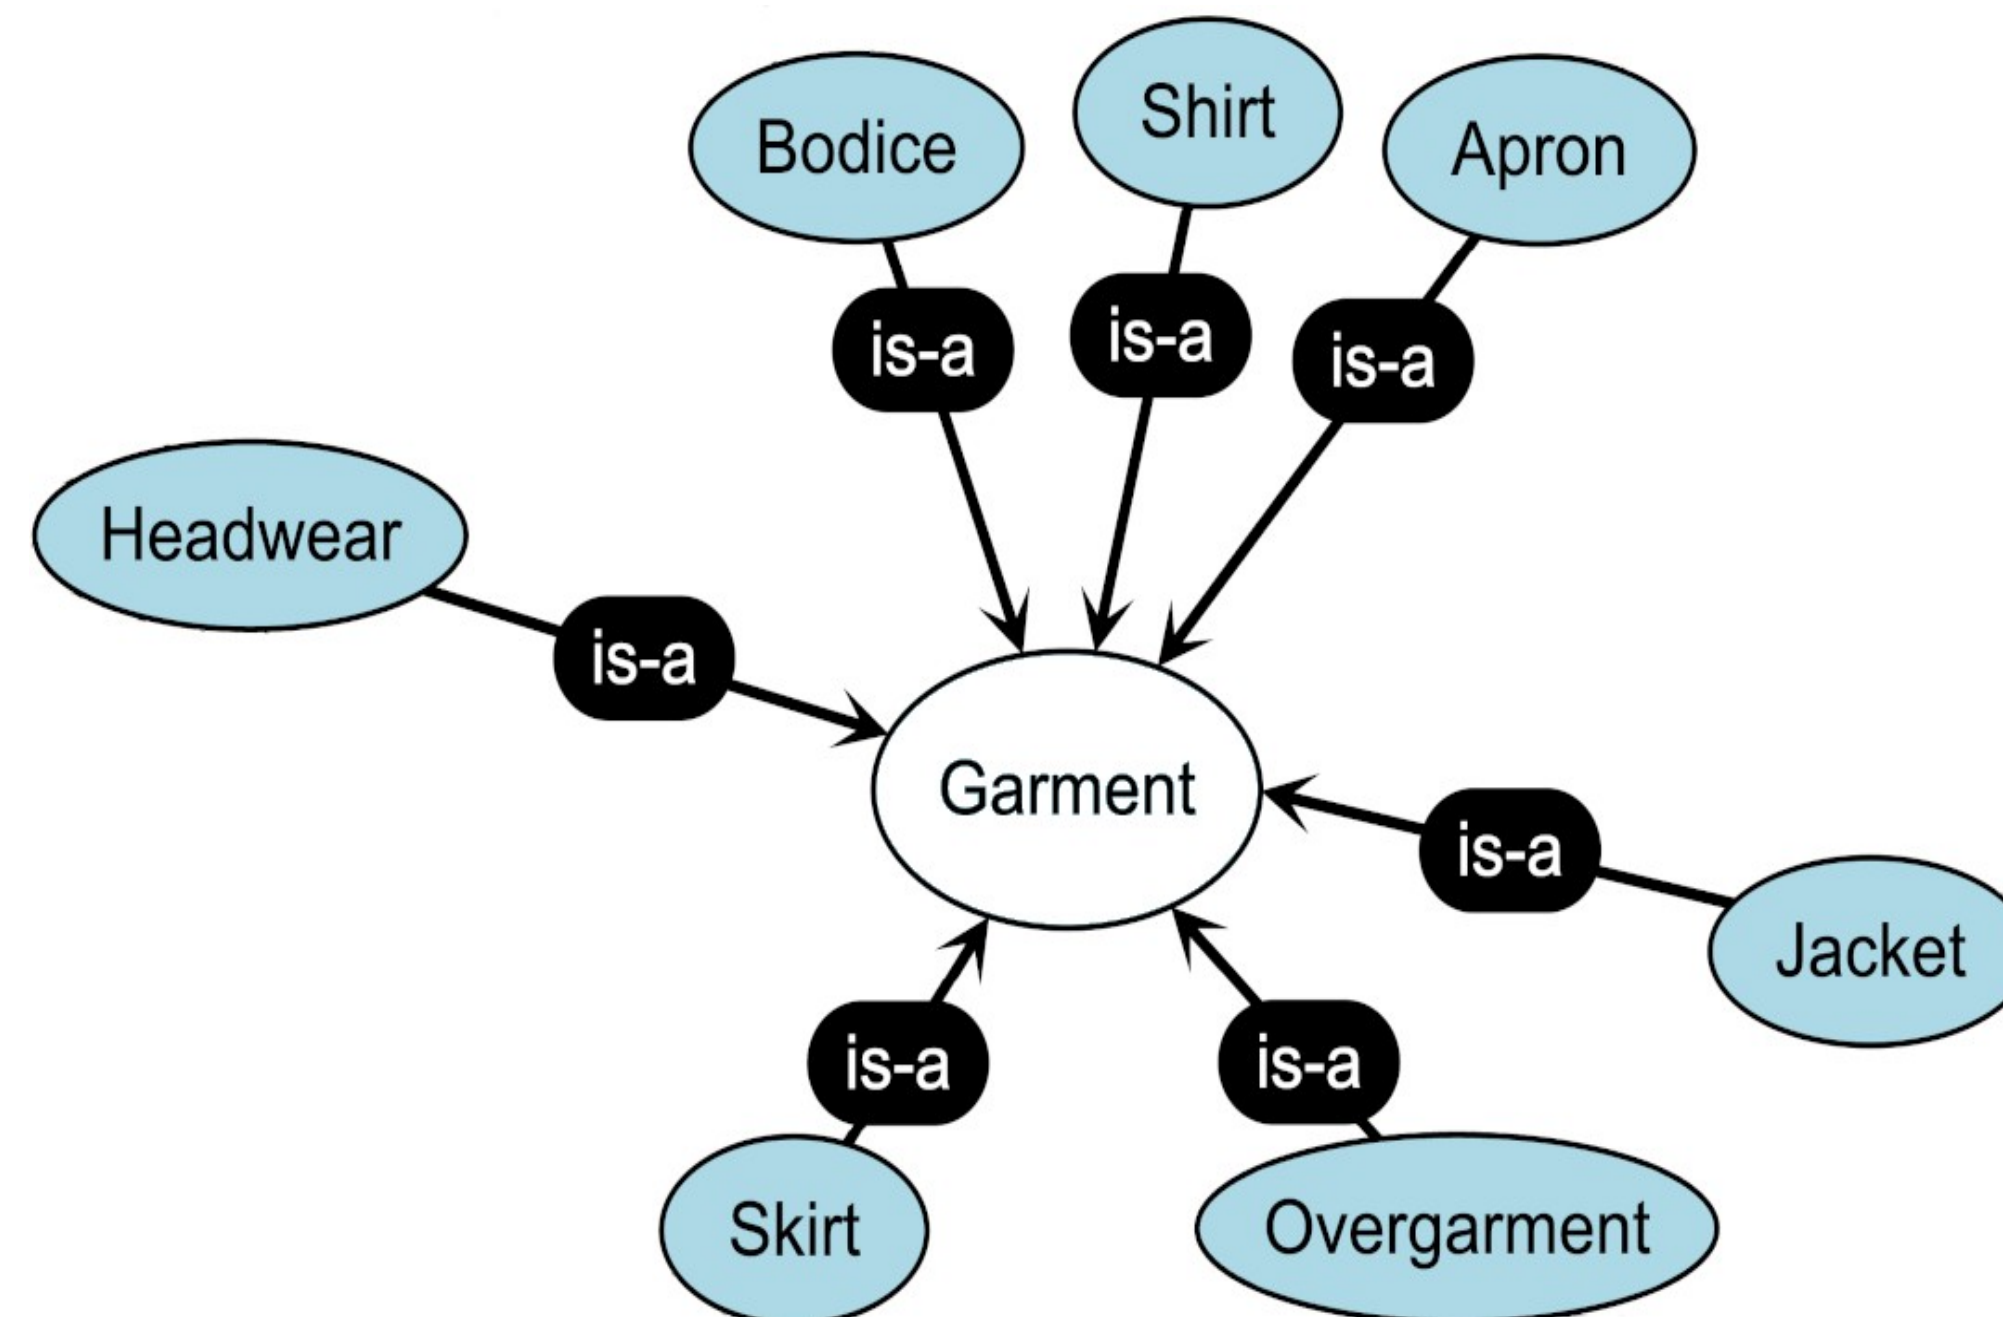 Shirt
Bodice
Apron
is-a
is-a
is-a
Headwear
is-a
Garment
is-a
Jacket
is-a
is-a
Skirt
Overgarment